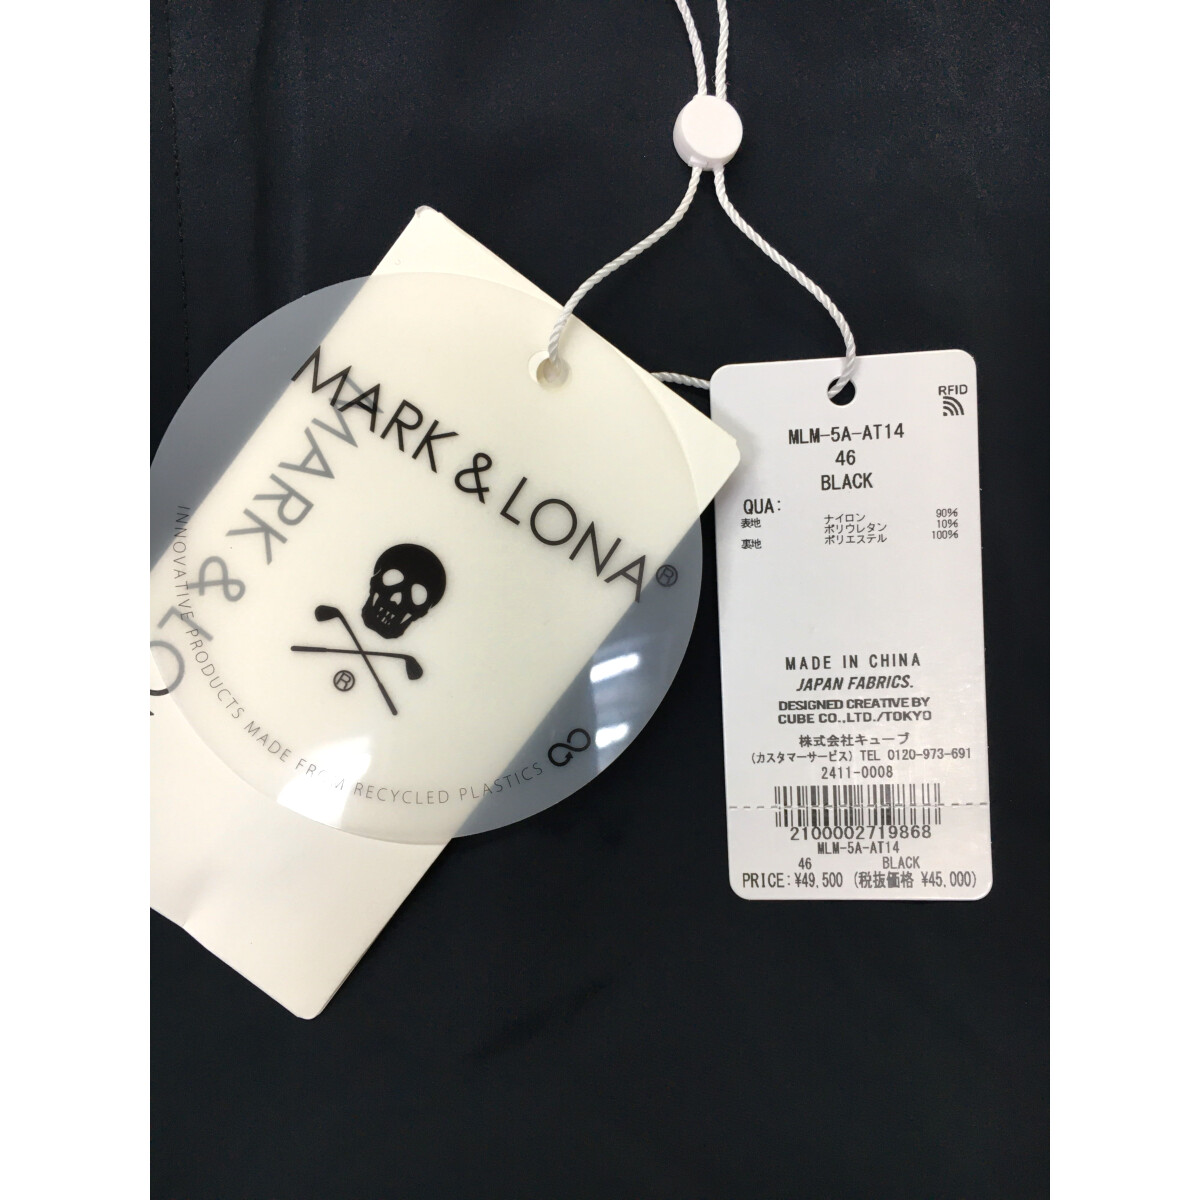 MARK & LONA®
MARK & LO
®
INNOVATIVE PRODUCTS MADE FROM RECYCLED PLASTICS
RFID
MLM-5A-AT14
46
BLACK
QUA:
表地 ナイロン 90%
ポリウレタン 10%
裏地 ポリエステル 100%
MADE IN CHINA
JAPAN FABRICS.
DESIGNED CREATIVE BY
CUBE CO.,LTD./TOKYO
株式会社キューブ
(カスタマーサービス) TEL 0120-973-691
2411-0008
2100002719868
MLM-5A-AT14
46 BLACK
PRICE:¥49,500 (税抜価格 ¥45,000)